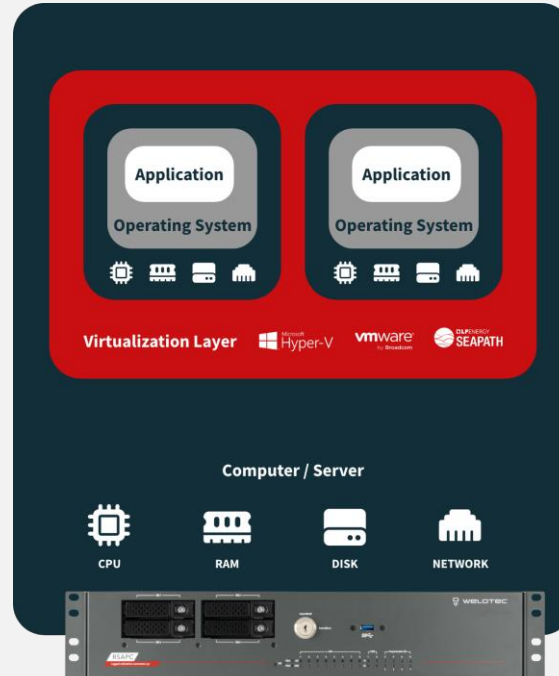 Application
Application
Operating System
Operating System
Virtualization Layer
Microsoft
Hyper-V
vmware
by Broadcom
LF ENERGY
SEAPATH
Computer / Server
CPU
RAM
DISK
NETWORK
WELOTEC
RSAPC